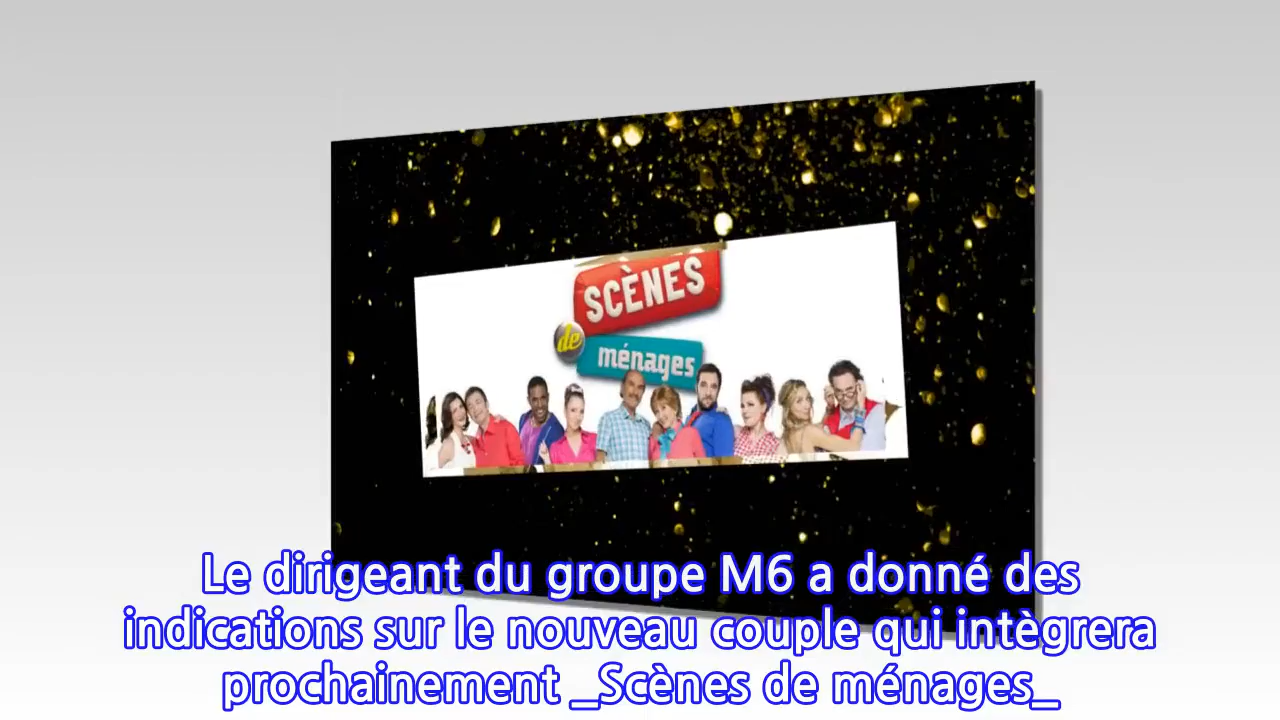 SCÈNES
de
ménages
Le dirigeant du groupe M6 a donné des
indications sur le nouveau couple qui intègrera
prochainement _Scènes de ménages_